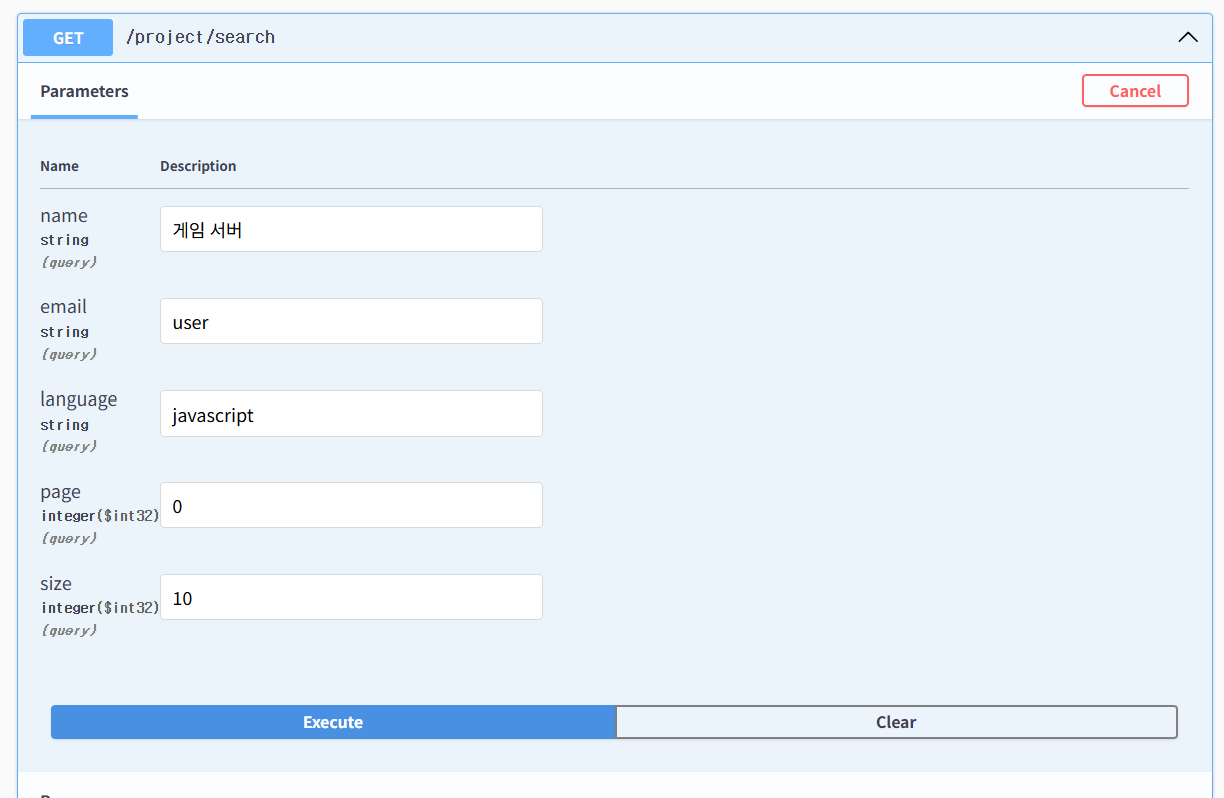 GET /project/search
Parameters Cancel
Name Description
name 게임 서버
string
(query)
email user
string
(query)
language javascript
string
(query)
page 0
integer($int32)
(query)
size 10
integer($int32)
(query)
Execute Clear